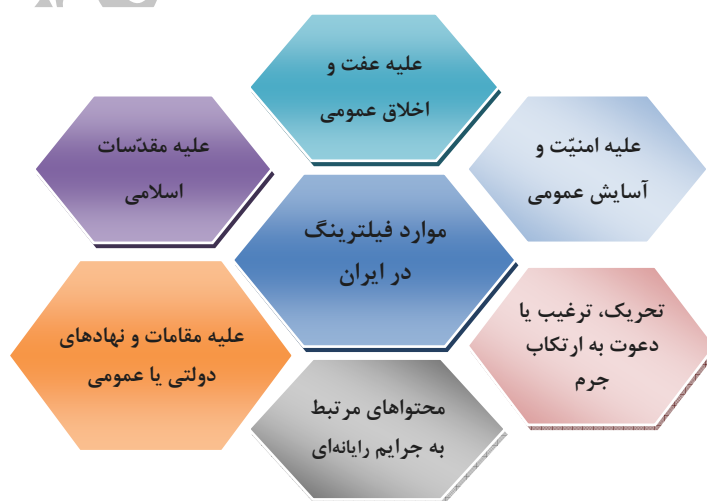 علیه عفت و
اخلاق عمومی
علیه امنیّت و
آسایش عمومی
علیه مقدّسات
اسلامی
موارد فیلترینگ
در ایران
تحریک، ترغیب یا
دعوت به ارتکاب
جرم
علیه مقامات و نهادهای
دولتی یا عمومی
محتواهای مرتبط
به جرایم رایانه‌ای